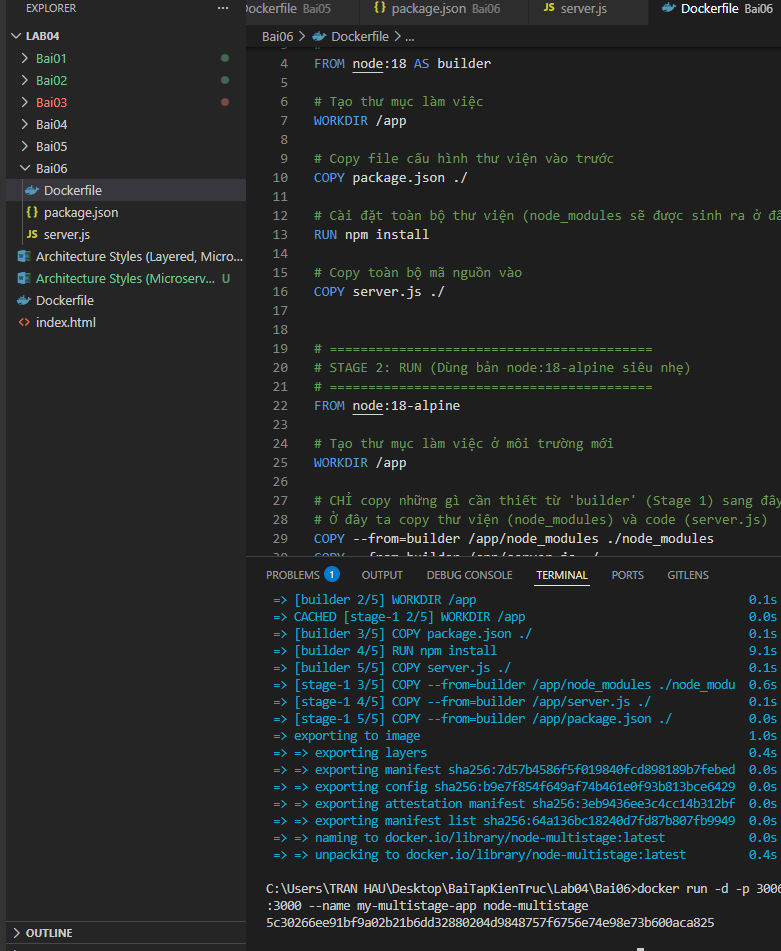 EXPLORER
···
LAB04
Bai01
Bai02
Bai03
Bai04
Bai05
Bai06
Dockerfile
package.json
server.js
Architecture Styles (Layered, Micro...
Architecture Styles (Microserv... U
Dockerfile
index.html
OUTLINE
Dockerfile Bai05
{} package.json Bai06
JS server.js
Dockerfile Bai06
Bai06 > Dockerfile > ...
4 FROM node:18 AS builder
5
6 # Tạo thư mục làm việc
7 WORKDIR /app
8
9 # Copy file cấu hình thư viện vào trước
10 COPY package.json ./
11
12 # Cài đặt toàn bộ thư viện (node_modules sẽ được sinh ra ở
13 RUN npm install
14
15 # Copy toàn bộ mã nguồn vào
16 COPY server.js ./
17
18
19 # ==========================================
20 # STAGE 2: RUN (Dùng bản node:18-alpine siêu nhẹ)
21 # ==========================================
22 FROM node:18-alpine
23
24 # Tạo thư mục làm việc ở môi trường mới
25 WORKDIR /app
26
27 # CHỈ copy những gì cần thiết từ 'builder' (Stage 1) sang đây
28 # Ở đây ta copy thư viện (node_modules) và code (server.js)
29 COPY --from=builder /app/node_modules ./node_modules
30 COPY --from=builder /app/server.js ./
PROBLEMS 1 OUTPUT DEBUG CONSOLE TERMINAL PORTS GITLENS
=> [builder 2/5] WORKDIR /app 0.1s
=> CACHED [stage-1 2/5] WORKDIR /app 0.0s
=> [builder 3/5] COPY package.json ./ 0.1s
=> [builder 4/5] RUN npm install 9.1s
=> [builder 5/5] COPY server.js ./ 0.1s
=> [stage-1 3/5] COPY --from=builder /app/node_modules ./node_modu 0.6s
=> [stage-1 4/5] COPY --from=builder /app/server.js ./ 0.1s
=> [stage-1 5/5] COPY --from=builder /app/package.json ./ 0.0s
=> exporting to image 1.0s
=> => exporting layers 0.4s
=> => exporting manifest sha256:7d57b4586f5f019840fcd898189b7febed 0.0s
=> => exporting config sha256:b9e7f854f649af74b461e0f93b813bce6429 0.0s
=> => exporting attestation manifest sha256:3eb9436ee3c4cc14b312bf 0.0s
=> => exporting manifest list sha256:64a136bc18240d7fd87b807fb9949 0.0s
=> => naming to docker.io/library/node-multistage:latest 0.0s
=> => unpacking to docker.io/library/node-multistage:latest 0.4s
C:\Users\TRAN HAU\Desktop\BaiTapKienTruc\Lab04\Bai06>docker run -d -p 3006
:3000 --name my-multistage-app node-multistage
5c30266ee91bf9a02b21b6dd32880204d9848757f6756e74e98e73b600aca825